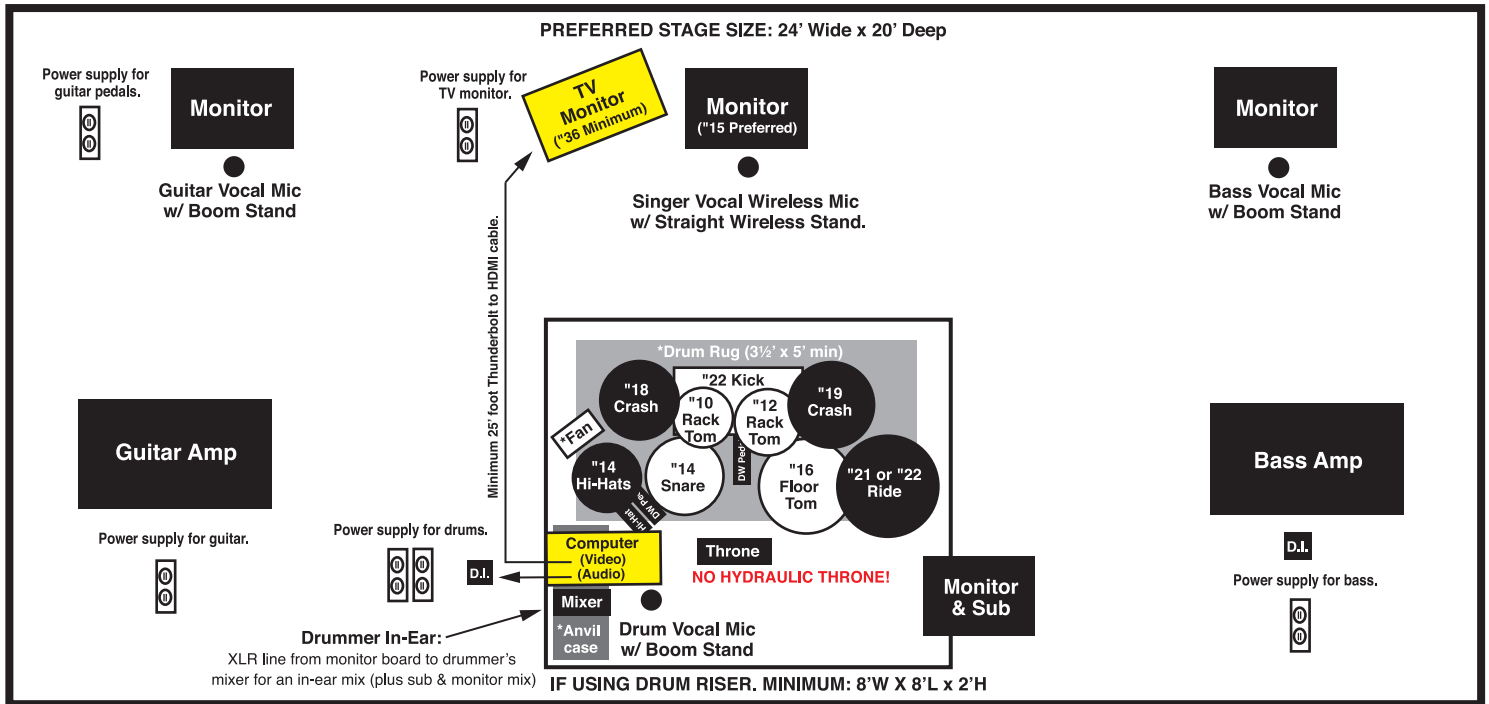 PREFERRED STAGE SIZE: 24' Wide x 20' Deep
Power supply for
guitar pedals.
Monitor
Power supply for
TV monitor.
TV
Monitor
("36 Minimum)
Monitor
("15 Preferred)
Monitor
Guitar Vocal Mic
w/ Boom Stand
Singer Vocal Wireless Mic
w/ Straight Wireless Stand.
Bass Vocal Mic
w/ Boom Stand
Minimum 25' foot Thunderbolt to HDMI cable.
*Drum Rug (3½' x 5' min)
"22 Kick
"18
Crash
"10
Rack
Tom
"12
Rack
Tom
"19
Crash
*Fan
"14
Hi-Hats
"14
Snare
DW Ped
"16
Floor
Tom
"21 or "22
Ride
Hi-Hat
DW Pe
Guitar Amp
Bass Amp
Power supply for guitar.
Power supply for drums.
D.I.
Computer
(Video)
(Audio)
Throne
NO HYDRAULIC THRONE!
Monitor
& Sub
D.I.
Power supply for bass.
Mixer
*Anvil
case
Drum Vocal Mic
w/ Boom Stand
Drummer In-Ear:
XLR line from monitor board to drummer's
mixer for an in-ear mix (plus sub & monitor mix)
IF USING DRUM RISER. MINIMUM: 8'W X 8'L x 2'H